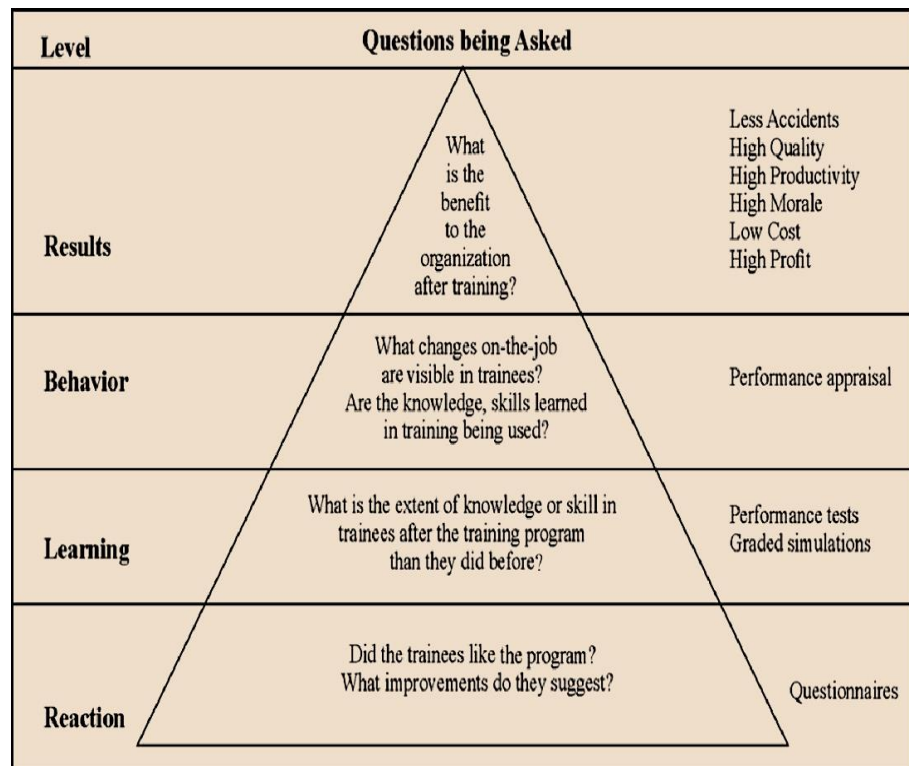 Level
Questions being Asked
What
is the
benefit
to the
organization
after training?
Results
Less Accidents
High Quality
High Productivity
High Morale
Low Cost
High Profit
Behavior
What changes on-the-job
are visible in trainees?
Are the knowledge, skills learned
in training being used?
Performance appraisal
Learning
What is the extent of knowledge or skill in
trainees after the training program
than they did before?
Performance tests
Graded simulations
Reaction
Did the trainees like the program?
What improvements do they suggest?
Questionnaires